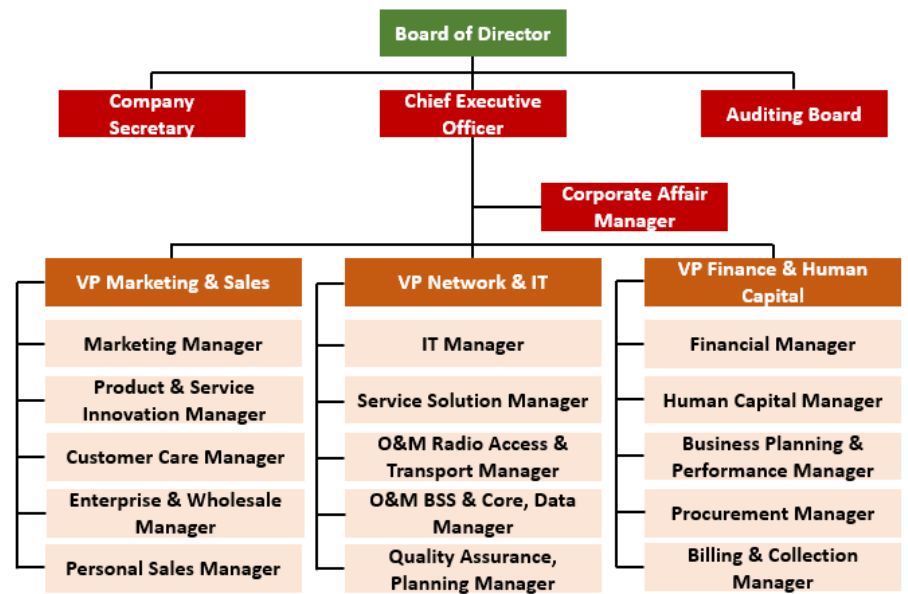 Board of Director
Company
Secretary
Chief Executive
Officer
Auditing Board
Corporate Affair
Manager
VP Marketing & Sales
Marketing Manager
Product & Service
Innovation Manager
Customer Care Manager
Enterprise & Wholesale
Manager
Personal Sales Manager
VP Network & IT
IT Manager
Service Solution Manager
O&M Radio Access &
Transport Manager
O&M BSS & Core, Data
Manager
Quality Assurance,
Planning Manager
VP Finance & Human
Capital
Financial Manager
Human Capital Manager
Business Planning &
Performance Manager
Procurement Manager
Billing & Collection
Manager